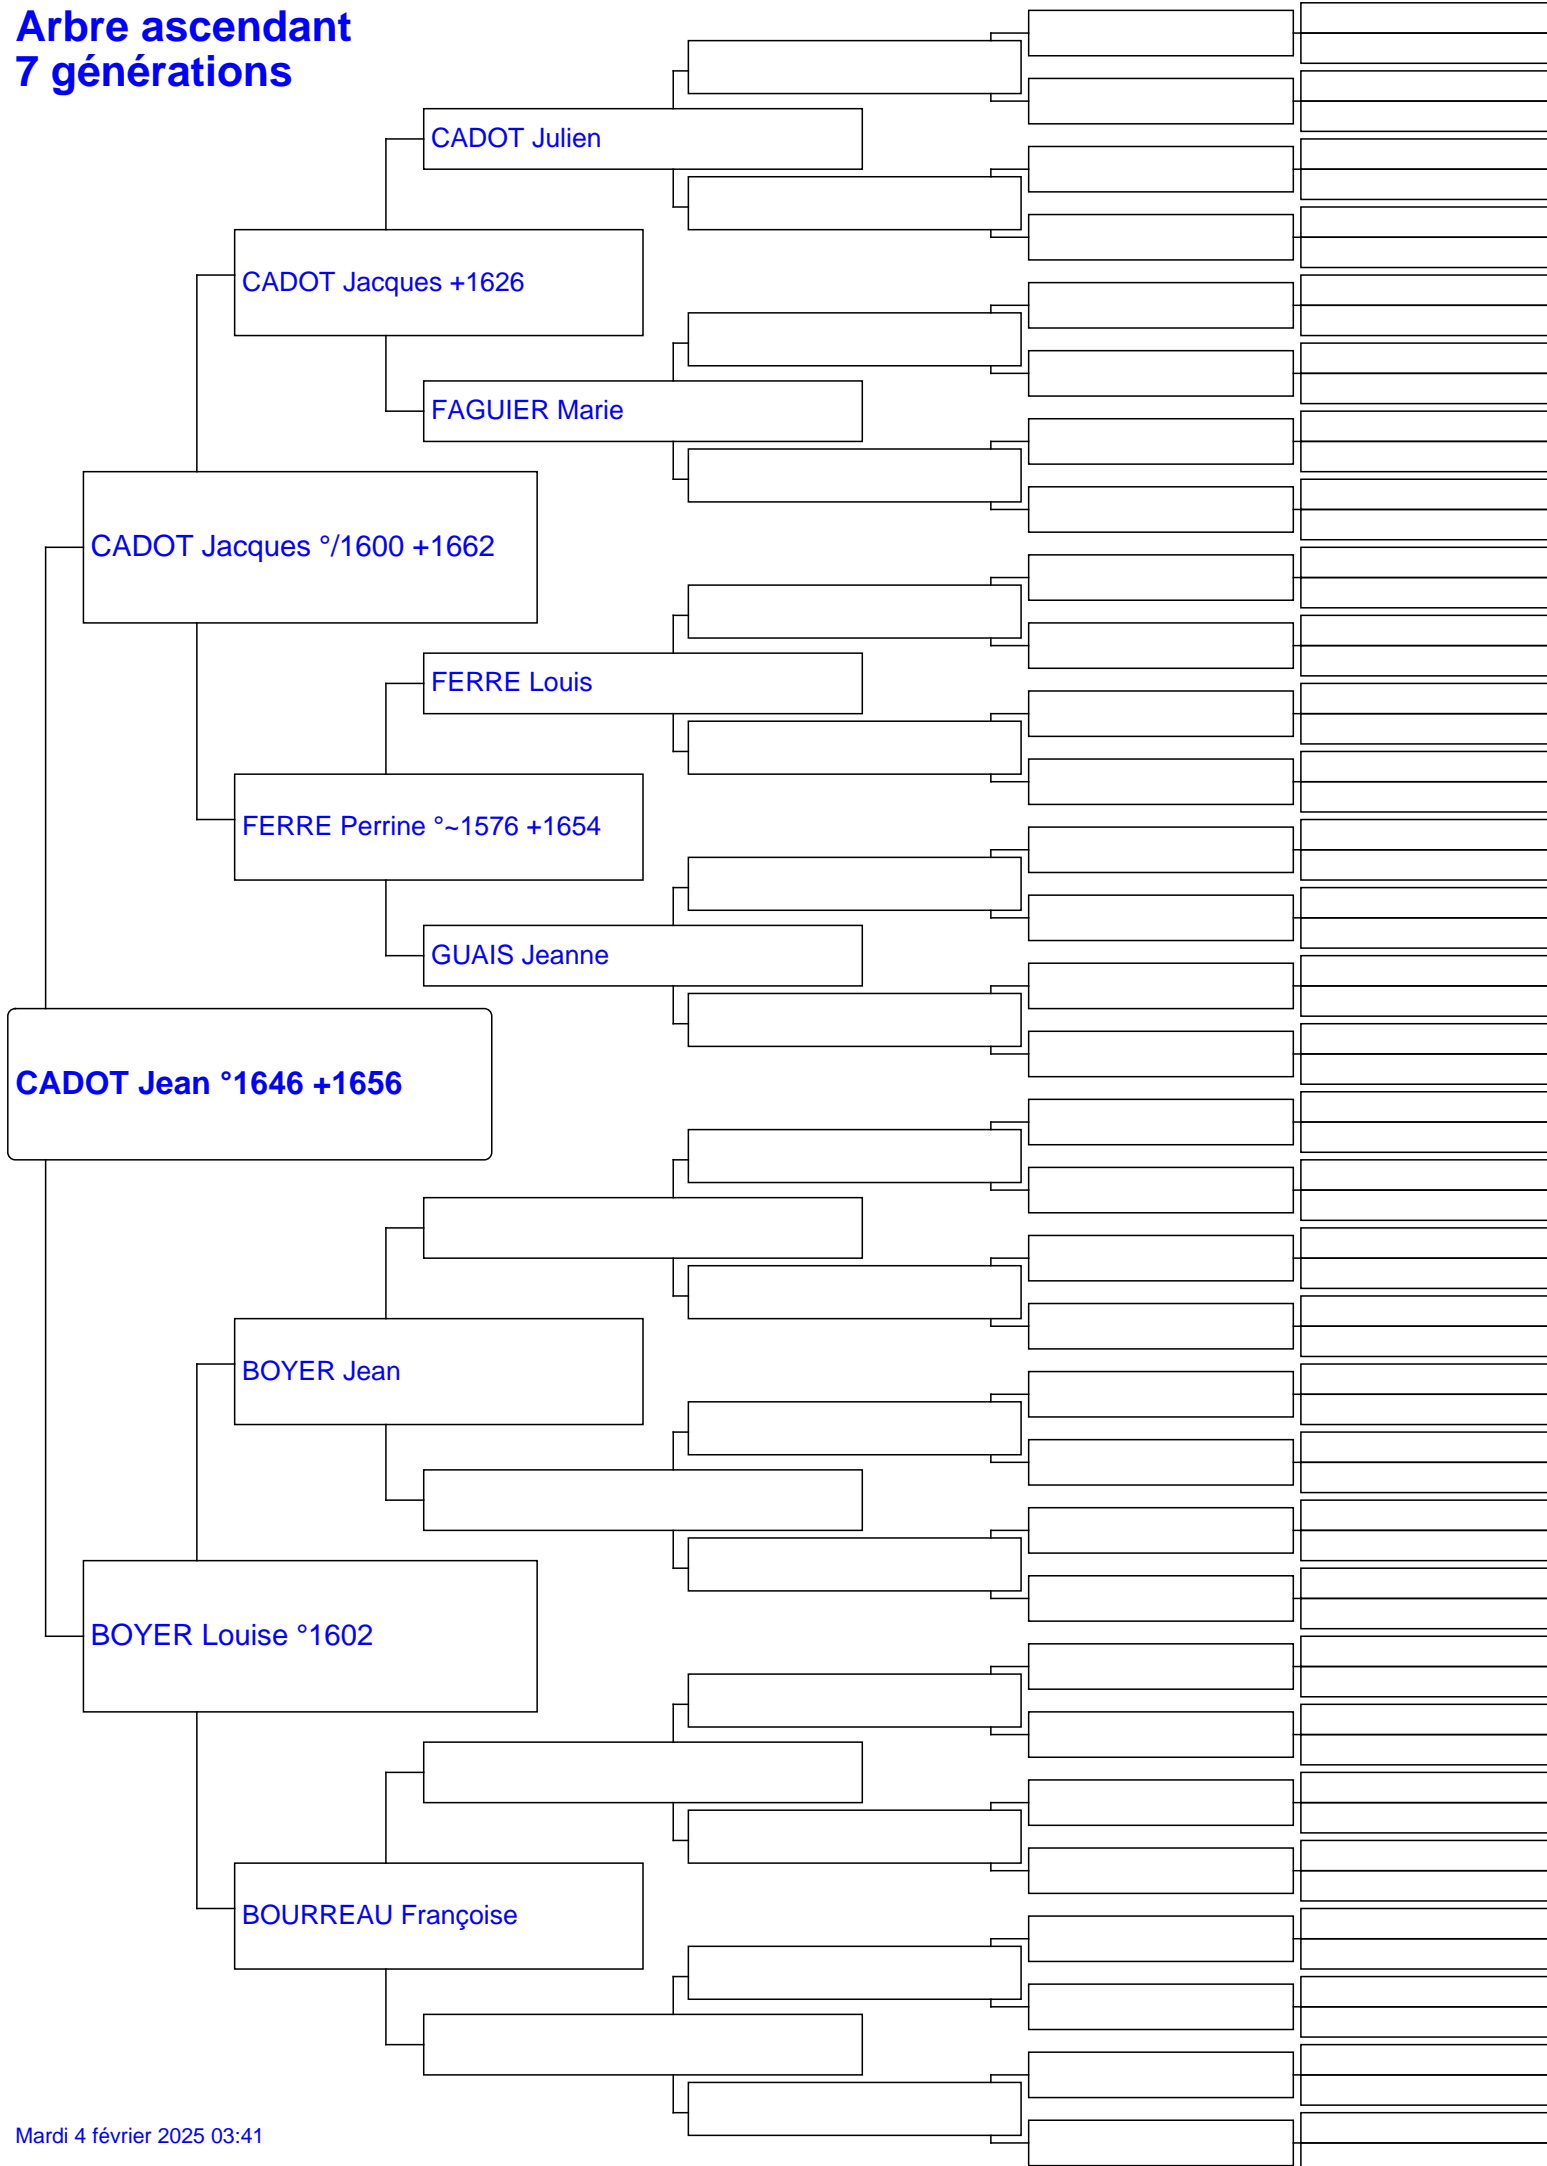 Arbre ascendant
7 générations
CADOT Julien
CADOT Jacques +1626
FAGUIER Marie
CADOT Jacques °/1600 +1662
FERRE Louis
FERRE Perrine °~1576 +1654
GUAIS Jeanne
CADOT Jean °1646 +1656
BOYER Jean
BOYER Louise °1602
BOURREAU Françoise
Mardi 4 février 2025 03:41